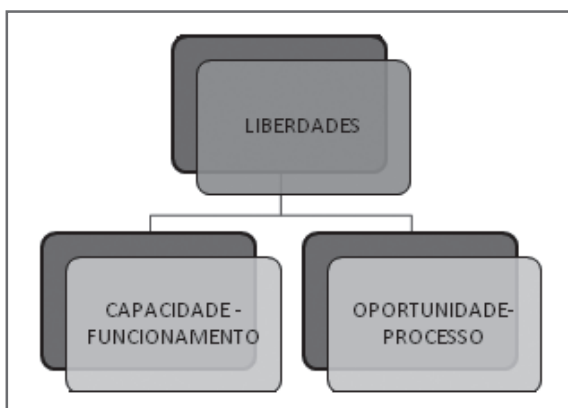 LIBERDADES
CAPACIDADE -
FUNCIONAMENTO
OPORTUNIDADE-
PROCESSO